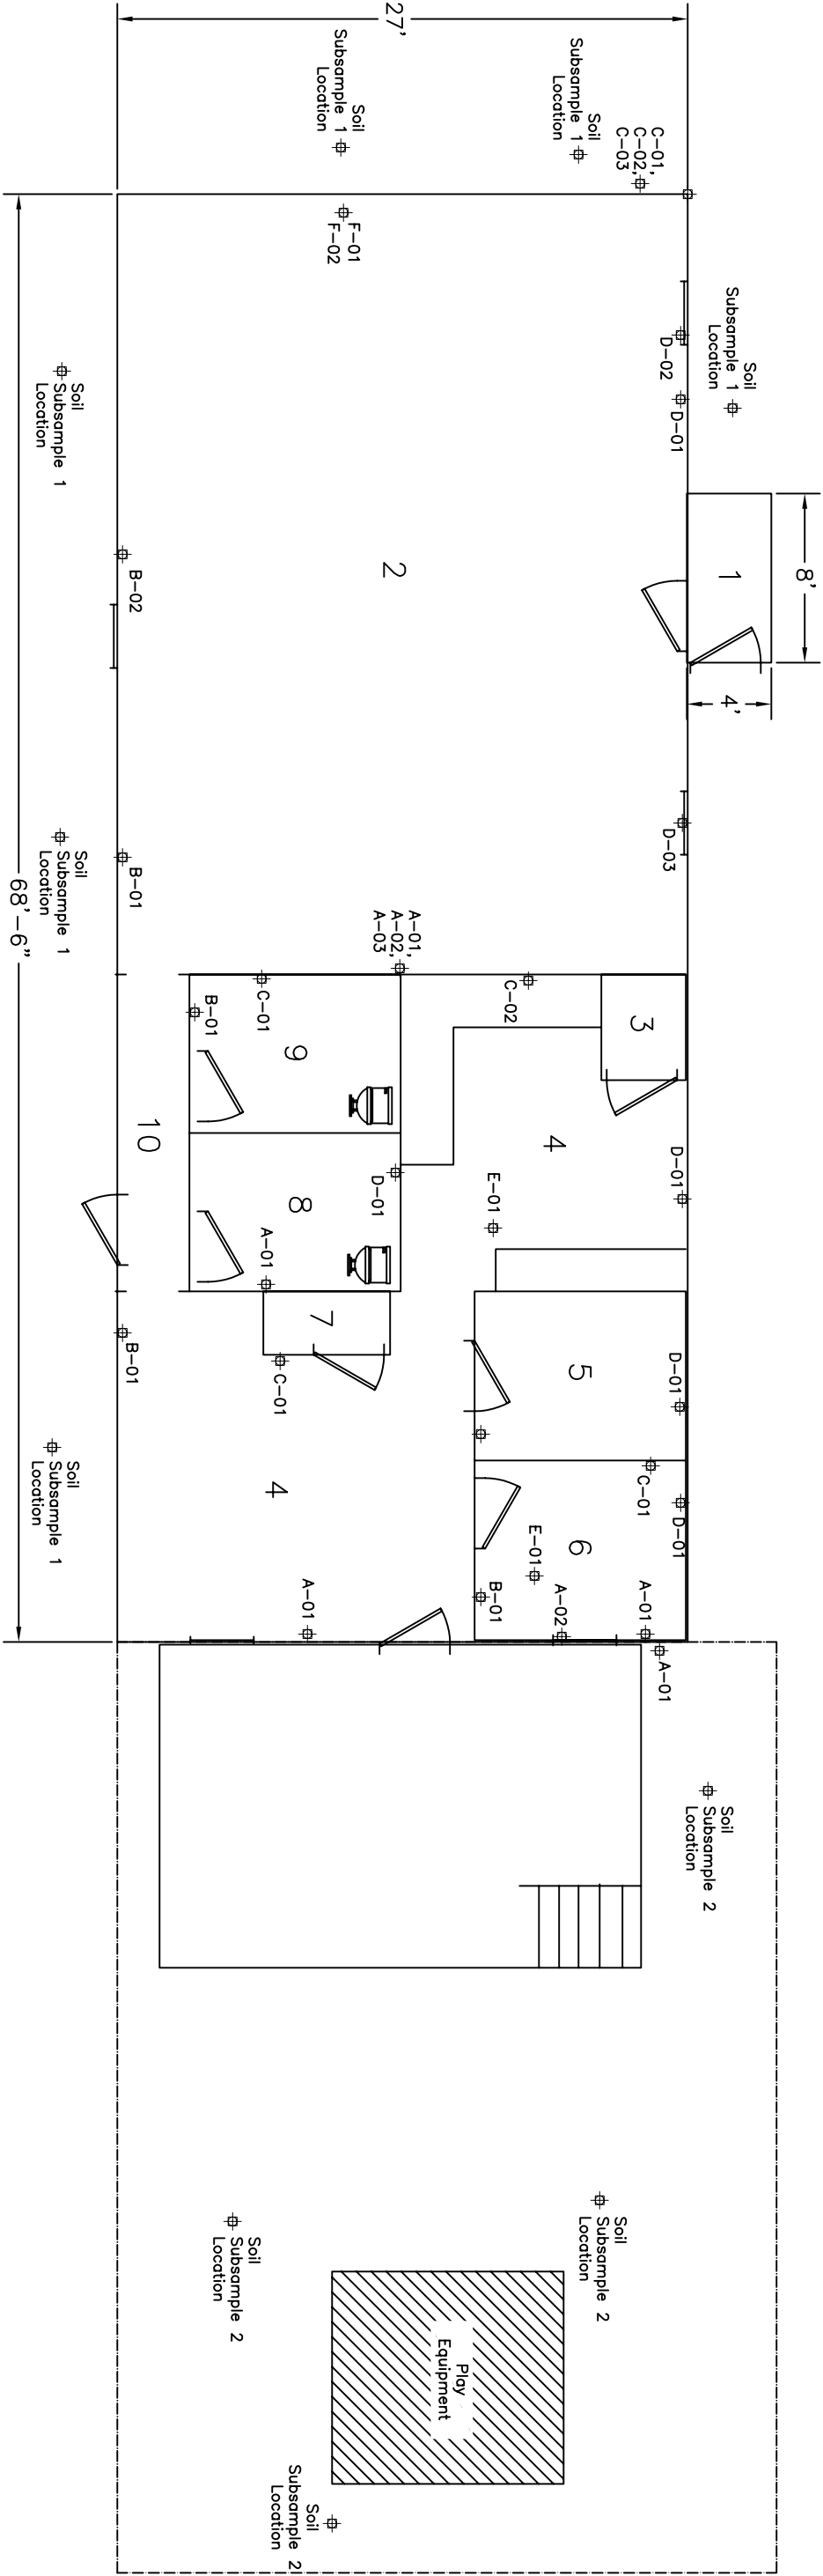 27'
Soil
Subsample 1
Location
Soil
Subsample 1
Location
C-01,
C-02,
C-03
F-01
F-02
Soil
Subsample 1
Location
D-02
D-01
Soil
Subsample 1
Location
8'
1
4'
2
B-02
D-03
Soil
Subsample 1
Location
B-01
68'-6"
A-01,
A-02,
A-03
C-02
3
C-01
B-01
9
10
4
D-01
E-01
D-01
8
A-01
7
C-01
B-01
5
D-01
Soil
Subsample 1
Location
4
C-01
D-01
6
E-01
B-01
A-02
A-01
A-01
A-01
Soil
Subsample 2
Location
Soil
Subsample 2
Location
Soil
Subsample 2
Location
Play
Equipment
Soil
Subsample 2
Location